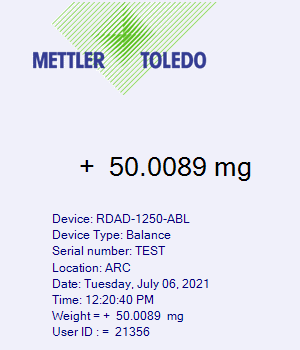 METTLER TOLEDO
+ 50.0089 mg
Device: RDAD-1250-ABL
Device Type: Balance
Serial number: TEST
Location: ARC
Date: Tuesday, July 06, 2021
Time: 12:20:40 PM
Weight = + 50.0089 mg
User ID : = 21356